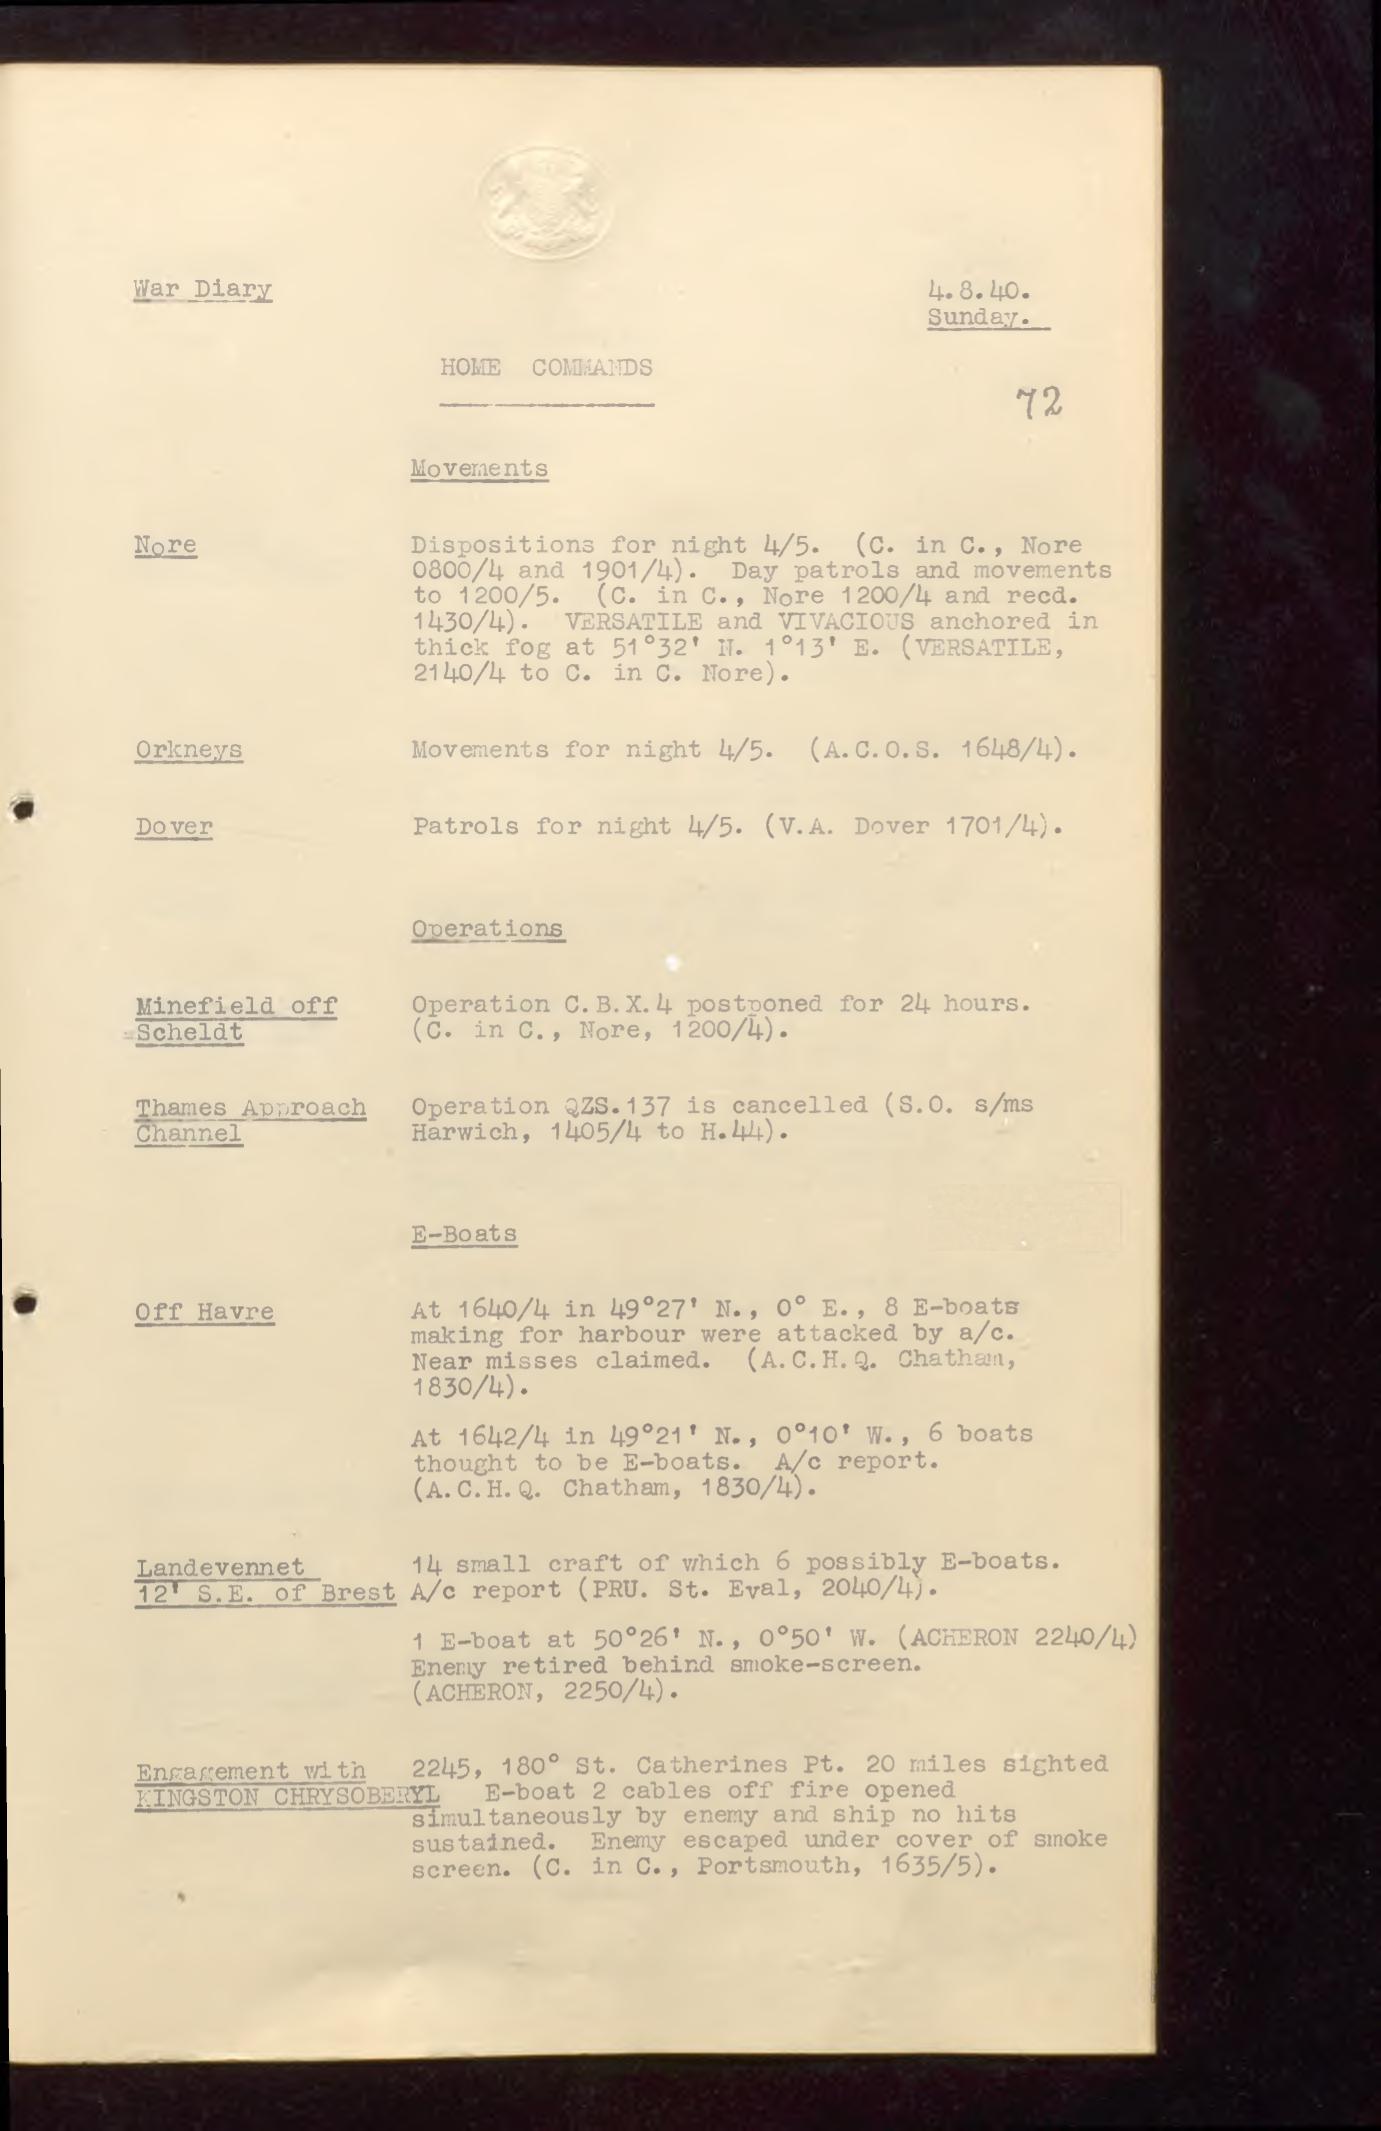 War Diary
4.8.40.
Sunday.
HOME COMMANDS
72
Movements
Nore
Dispositions for night 4/5. (C. in C., Nore
0800/4 and 1901/4). Day patrols and movements
to 1200/5. (C. in C., Nore 1200/4 and recd.
1430/4). VERSATILE and VIVACIOUS anchored in
thick fog at 51°32' N. 1°13' E. (VERSATILE,
2140/4 to C. in C. Nore).
Orkneys
Movements for night 4/5. (A.C.O.S. 1648/4).
Dover
Patrols for night 4/5. (V.A. Dover 1701/4).
Operations
Minefield off
Scheldt
Operation C.B.X.4 postponed for 24 hours.
(C. in C., Nore, 1200/4).
Thames Approach
Channel
Operation QZS.137 is cancelled (S.O. s/ms
Harwich, 1405/4 to H.44).
E-Boats
Off Havre
At 1640/4 in 49°27' N., 0° E., 8 E-boats
making for harbour were attacked by a/c.
Near misses claimed. (A.C.H.Q. Chatham,
1830/4).
At 1642/4 in 49°21' N., 0°10' W., 6 boats
thought to be E-boats. A/c report.
(A.C.H.Q. Chatham, 1830/4).
Landevennet
12' S.E. of Brest
14 small craft of which 6 possibly E-boats.
A/c report (PRU. St. Eval, 2040/4).
1 E-boat at 50°26' N., 0°50' W. (ACHERON 2240/4)
Enemy retired behind smoke-screen.
(ACHERON, 2250/4).
Engagement with
KINGSTON CHRYSOBERYL
2245, 180° St. Catherines Pt. 20 miles sighted
E-boat 2 cables off fire opened
simultaneously by enemy and ship no hits
sustained. Enemy escaped under cover of smoke
screen. (C. in C., Portsmouth, 1635/5).